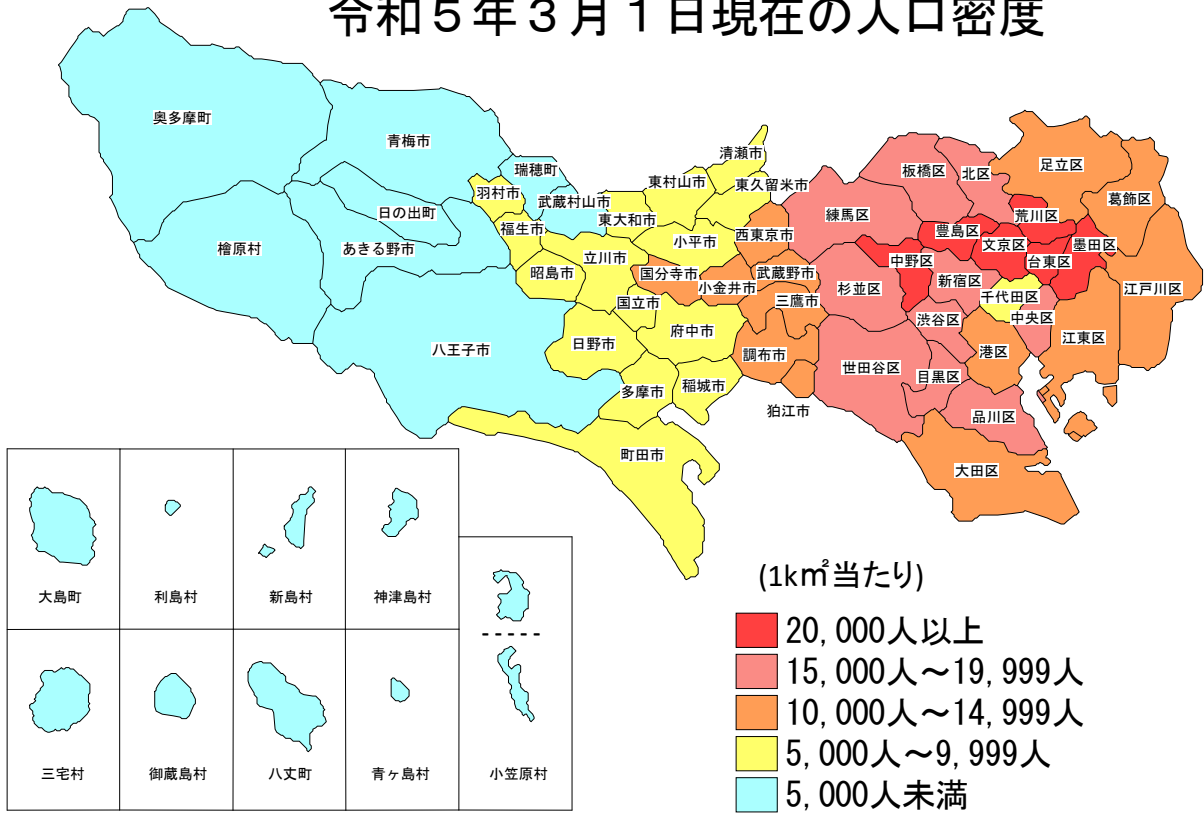 令和５年３月１日現在の人口密度
奥多摩町
青梅市
瑞穂町
清瀬市
東村山市
東久留米市
羽村市
武蔵村山市
東大和市
日の出町
福生市
小平市
西東京市
檜原村
あきる野市
立川市
昭島市
国分寺市
小金井市
武蔵野市
国立市
三鷹市
府中市
八王子市
日野市
調布市
多摩市
稲城市
狛江市
町田市
板橋区
北区
足立区
葛飾区
練馬区
荒川区
豊島区
文京区
台東区
墨田区
中野区
杉並区
新宿区
千代田区
江戸川区
渋谷区
中央区
江東区
港区
世田谷区
目黒区
品川区
大田区
大島町
利島村
新島村
神津島村
三宅村
御蔵島村
八丈町
青ヶ島村
小笠原村
(1k㎡当たり)
20,000人以上
15,000人～19,999人
10,000人～14,999人
5,000人～9,999人
5,000人未満